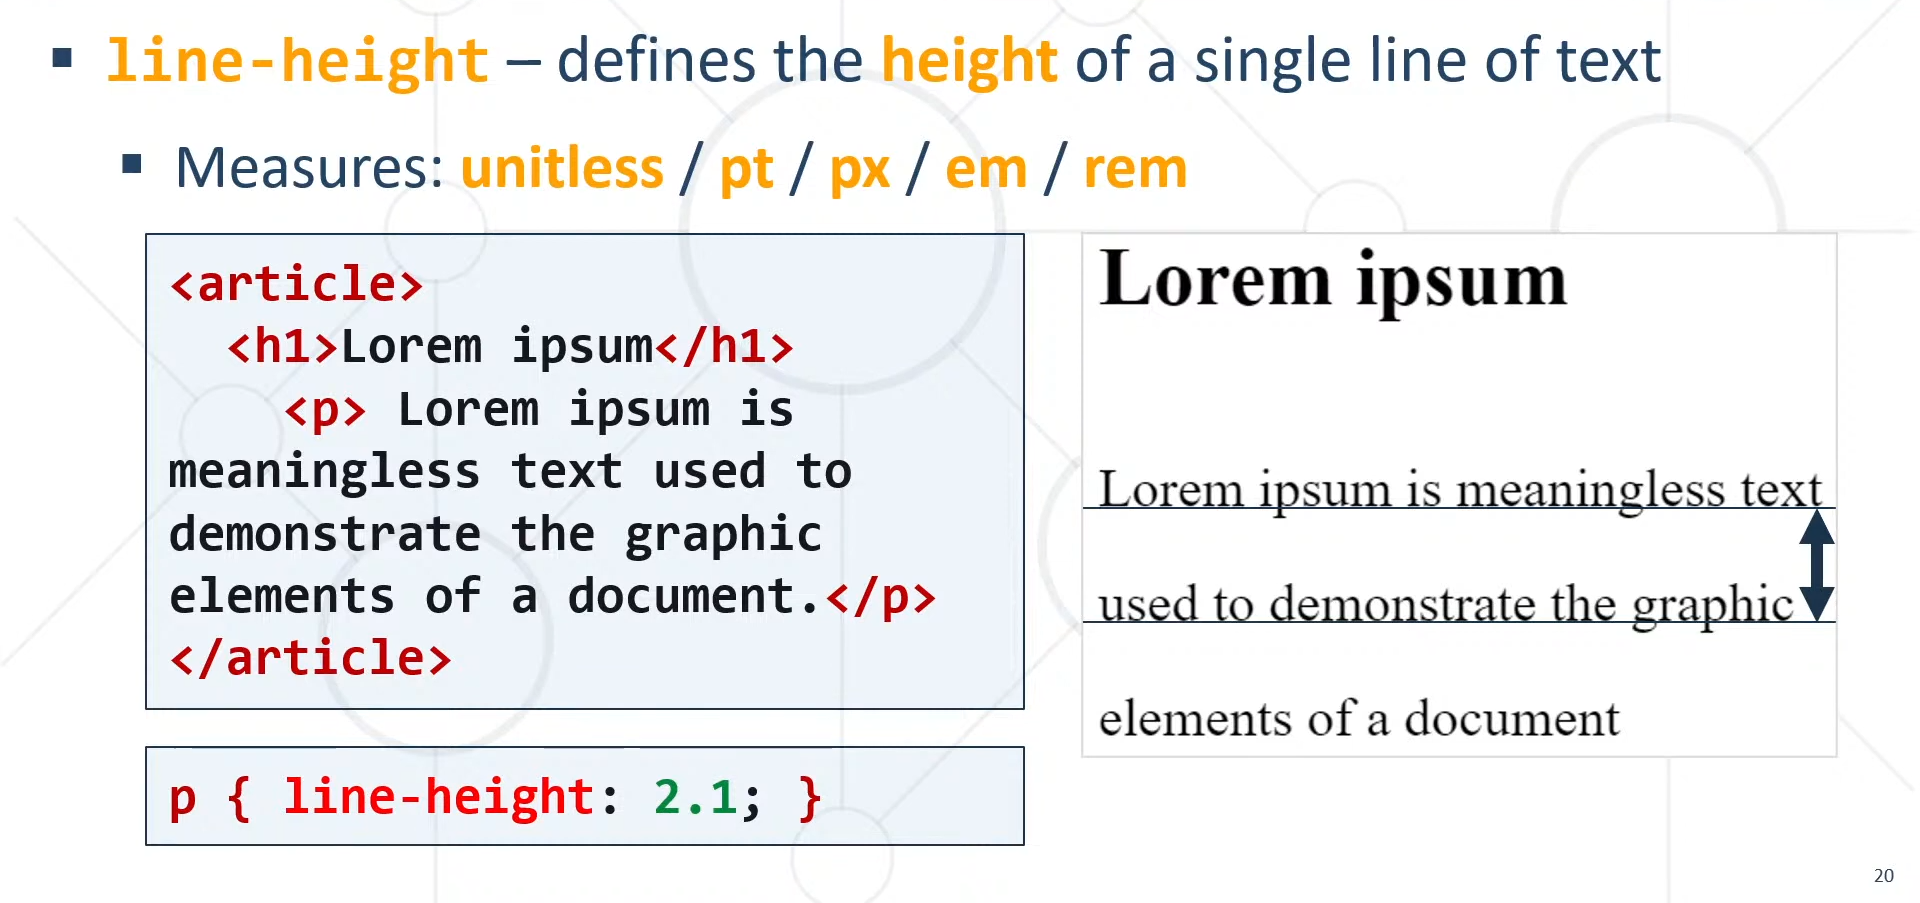 ▪ line-height – defines the height of a single line of text
▪ Measures: unitless / pt / px / em / rem
<article>
<h1>Lorem ipsum</h1>
<p> Lorem ipsum is
meaningless text used to
demonstrate the graphic
elements of a document.</p>
</article>
p { line-height: 2.1; }
Lorem ipsum
Lorem ipsum is meaningless text
used to demonstrate the graphic
elements of a document
20